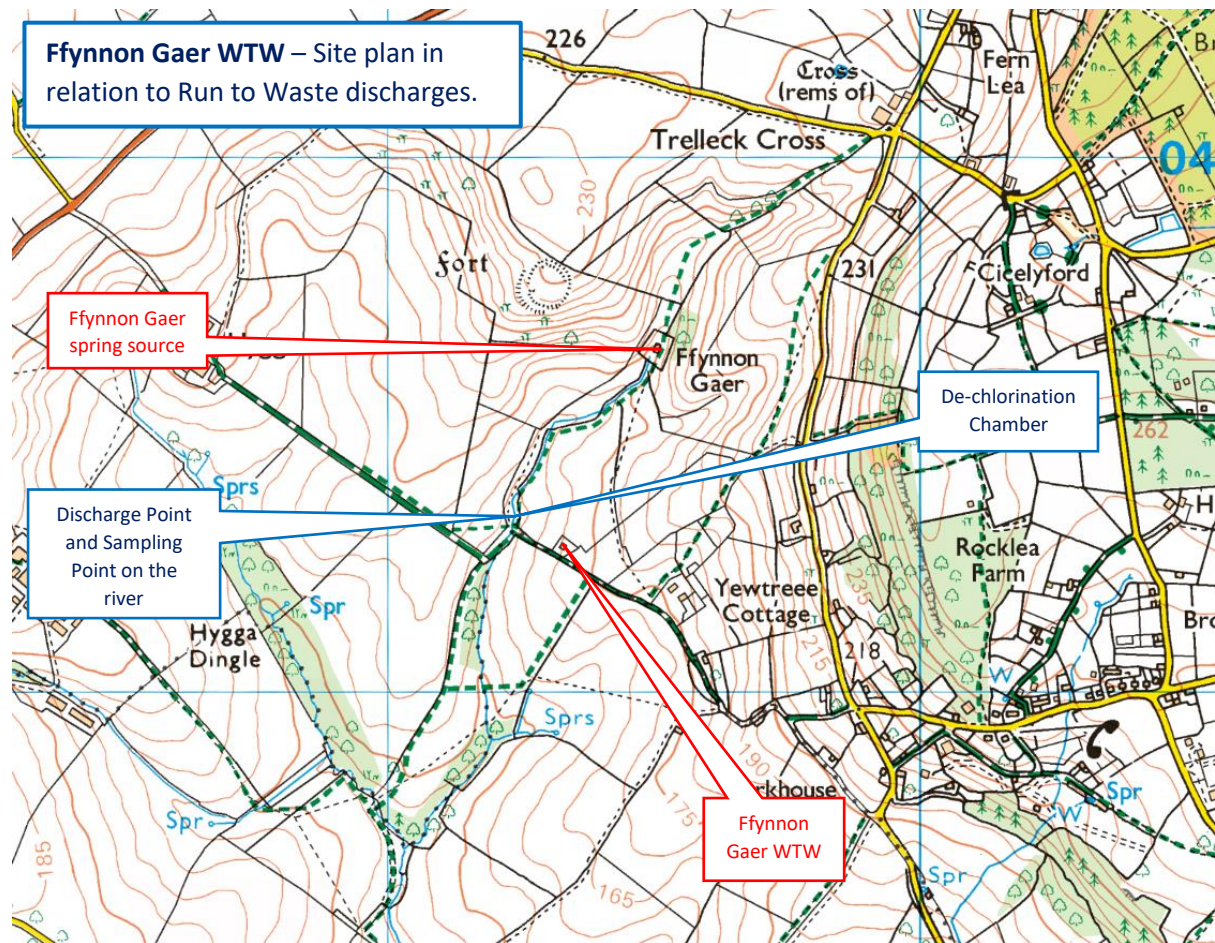 Ffynnon Gaer WTW – Site plan in
relation to Run to Waste discharges.
226
Cross
(rems of)
Fern
Lea
Trelleck Cross
04
230
fort
231
Cicelyford
Ffynnon Gaer
spring source
Ffynnon
Gaer
De-chlorination
Chamber
262
Sprs
Discharge Point
and Sampling
Point on the
river
Rocklea
Farm
H
Spr
Yewtreee
Cottage
235
Hygga
Dingle
215
218
Bro
W
Sprs
190
rkhouse
175
Spr
W
Spr
Ffynnon
Gaer WTW
185
165
Spr